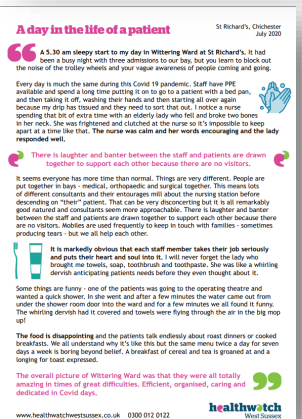 A day in the life of a patient
St Richard's, Chichester
July 2020
A 5.30 am sleepy start to my day in Wittering Ward at St Richard's. It had
been a busy night with three admissions to our bay, but you learn to block out
the noise of the trolley meals and your vague awareness of people coming and going.
Every day is much the same during this Covid 19 pandemic. Staff have PPE
available and spend a long time putting it on to go to a patient with a bed pan,
and then taking it off, washing their hands and then starting all over again
because my drip has tissued and they need to sort that out. I notice a nurse
spending that bit of extra time with an elderly lady who fell and broke two bones
in her neck. She was frightened and clutched at the nurse so it's impossible to keep
apart at a time like that. The nurse was calm and her words encouraging and the lady
responded well.
There is laughter and banter between the staff and patients are drawn
together to support each other because there are no visitors.
It seems everyone has more time than normal. Things are very different. People are
put together in bays - medical, orthopaedic and surgical together. This means lots
of different consultants and their entourages mill about the nursing station before
descending on "their" patient. That can be very disconcerting but it is all remarkably
good natured and consultants seem more approachable. There is laughter and banter
between the staff and patients are drawn together to support each other because there
are no visitors. Mobiles are used frequently to keep in touch with families - sometimes
producing tears - but we all help each other.
It is markedly obvious that each staff member takes their job seriously
and puts their heart and soul into it. I will never forget the lady who
brought me towels, soap, toothbrush and toothpaste. She was like a whirling
dervish anticipating patients needs before they even thought about it.
Some things are funny - one of the patients was going to the operating theatre and
wanted a quick shower. In she went and after a few minutes the water came out from
under the shower room door into the ward and for a few minutes we all found it funny.
The whirling dervish had it covered and towels were flying through the air in the big mop
up!
The food is disappointing and the patients talk endlessly about roast dinners or cooked
breakfasts. We all understand why it's like this but the same menu twice a day for seven
days a week is boring beyond belief. A breakfast of cereal and tea is groaned at and a
longing for toast expressed.
The overall picture of Wittering Ward was that they were all totally
amazing in times of great difficulties. Efficient, organised, caring and
dedicated in Covid days.
www.healthwatchwestsussex.co.uk 0300 012 0122
healthwatch
West Sussex